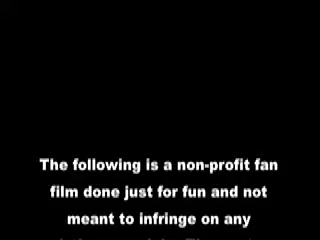 The following is a non-profit fan
film done just for fun and not
meant to infringe on any